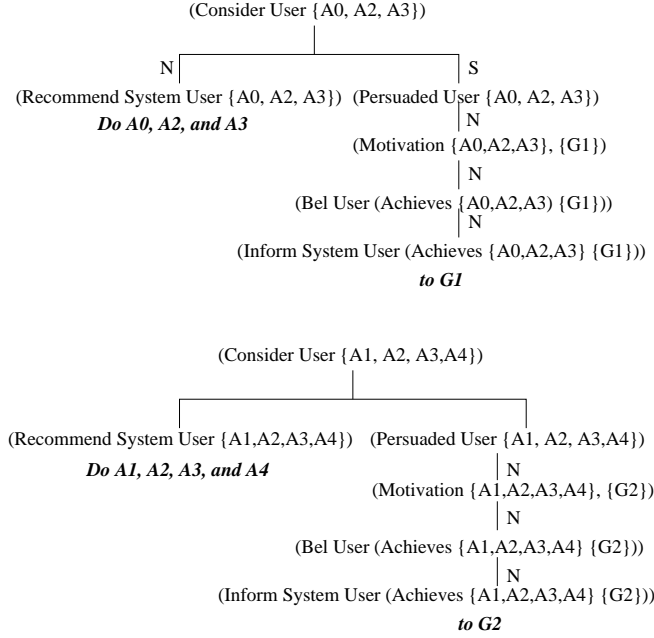 (Consider User {A0, A2, A3})
N S
(Recommend System User {A0, A2, A3}) (Persuaded User {A0, A2, A3})
Do A0, A2, and A3
N
(Motivation {A0,A2,A3}, {G1})
N
(Bel User (Achieves {A0,A2,A3) {G1}))
N
(Inform System User (Achieves {A0,A2,A3} {G1}))
to G1
(Consider User {A1, A2, A3,A4})
(Recommend System User {A1,A2,A3,A4}) (Persuaded User {A1, A2, A3,A4})
Do A1, A2, A3, and A4
N
(Motivation {A1,A2,A3,A4}, {G2})
N
(Bel User (Achieves {A1,A2,A3,A4} {G2}))
N
(Inform System User (Achieves {A1,A2,A3,A4} {G2}))
to G2